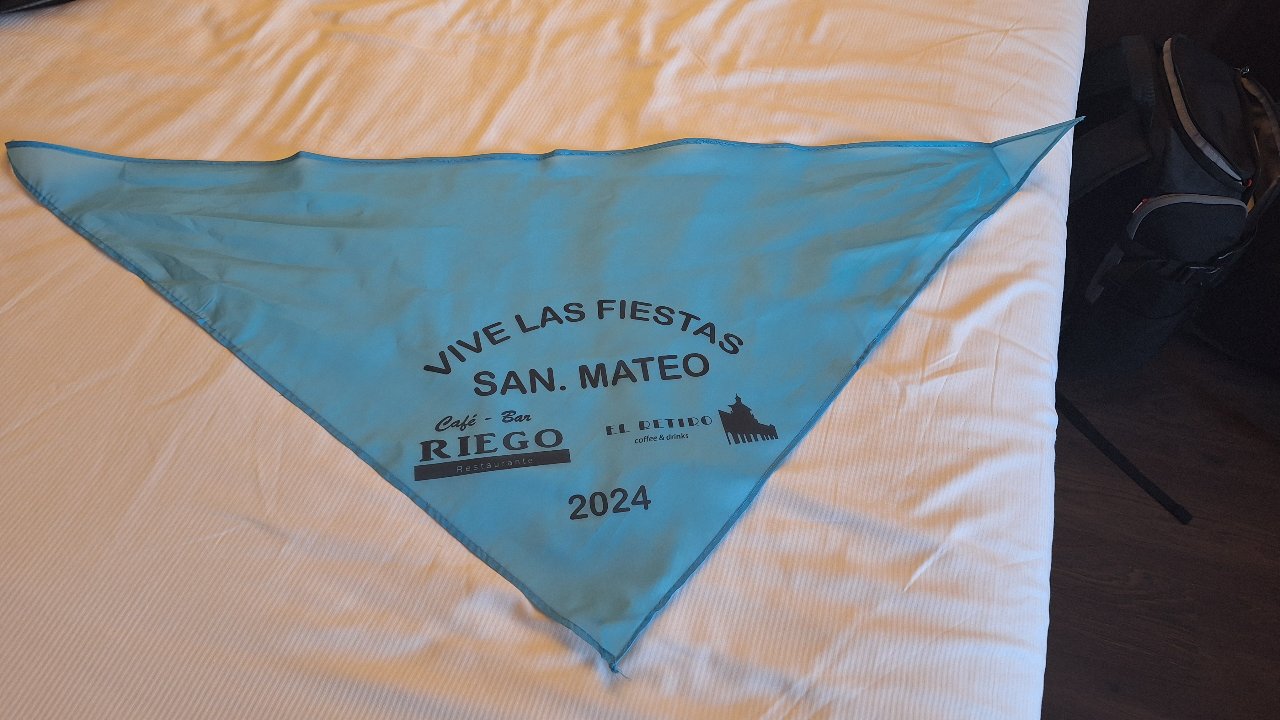 VIVE LAS FIESTAS
SAN. MATEO
Café - Bar
RIEGO
Restaurante
EL RETIRO
coffee & drinks
2024